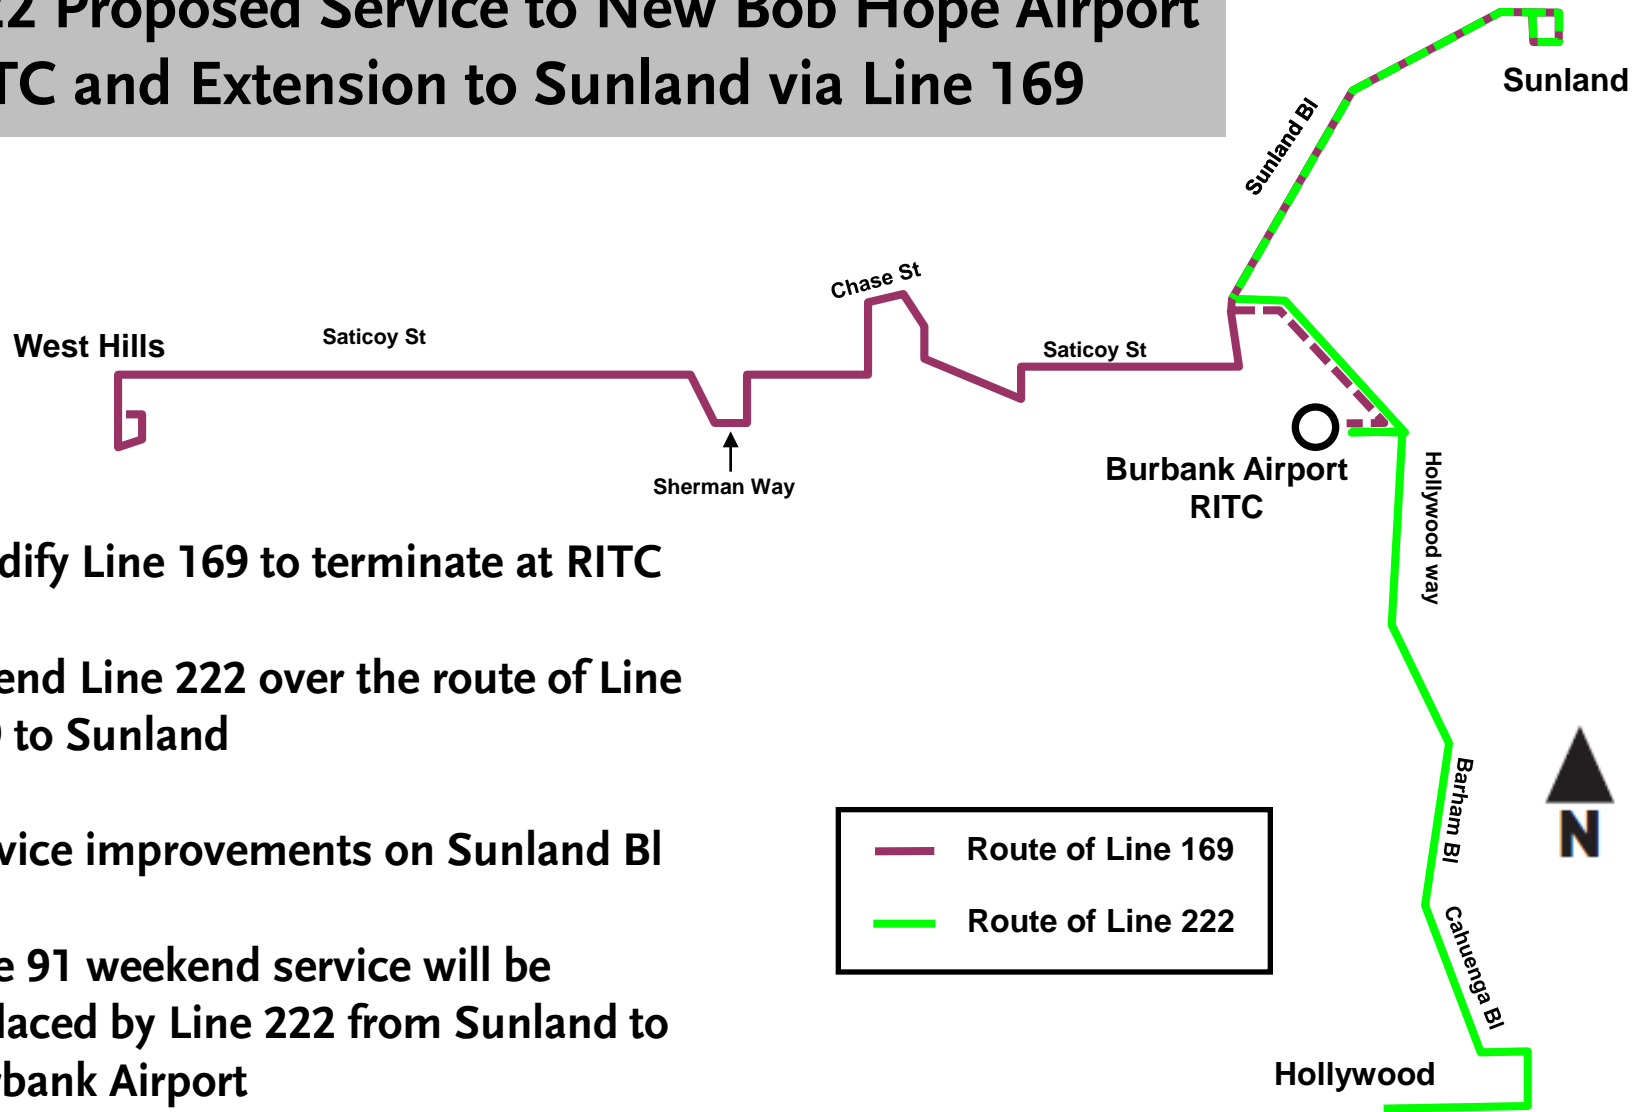 22 Proposed Service to New Bob Hope Airport
TC and Extension to Sunland via Line 169
Sunland
Sunland Bl
Chase St
West Hills
Saticoy St
Saticoy St
Sherman Way
Burbank Airport
RITC
Hollywood way
dify Line 169 to terminate at RITC
end Line 222 over the route of Line
to Sunland
vice improvements on Sunland Bl
e 91 weekend service will be
laced by Line 222 from Sunland to
bank Airport
Route of Line 169
Route of Line 222
Barham Bl
N
Cahuenga Bl
Hollywood